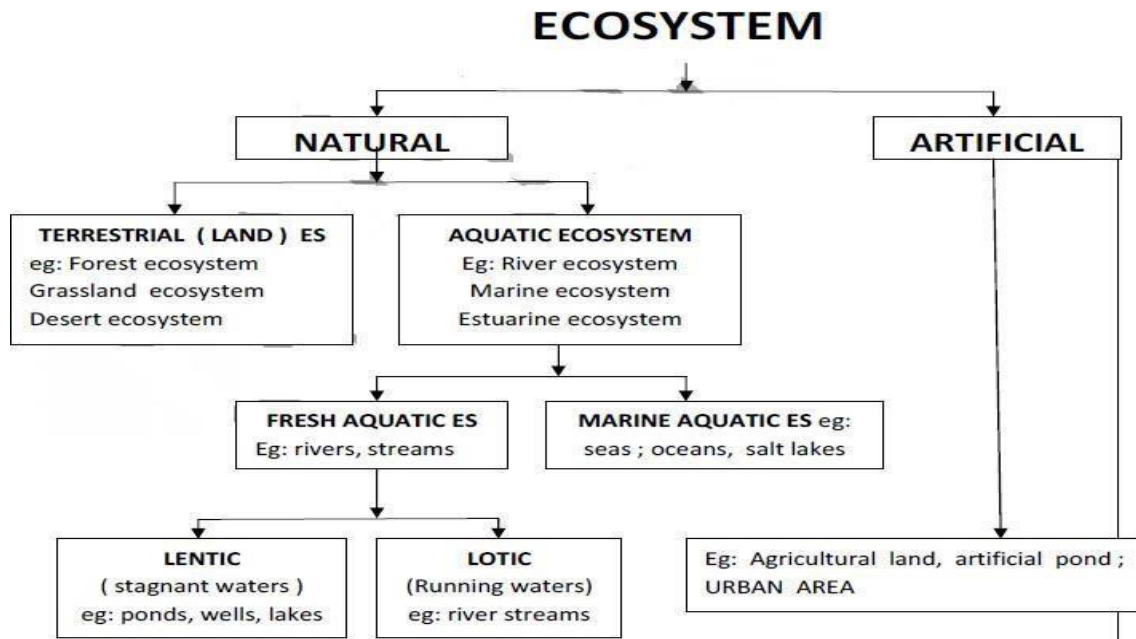 ECOSYSTEM
NATURAL
ARTIFICIAL
TERRESTRIAL ( LAND ) ES
eg: Forest ecosystem
Grassland ecosystem
Desert ecosystem
AQUATIC ECOSYSTEM
Eg: River ecosystem
Marine ecosystem
Estuarine ecosystem
FRESH AQUATIC ES
Eg: rivers, streams
MARINE AQUATIC ES eg:
seas ; oceans, salt lakes
LENTIC
( stagnant waters )
eg: ponds, wells, lakes
LOTIC
(Running waters)
eg: river streams
Eg: Agricultural land, artificial pond ;
URBAN AREA